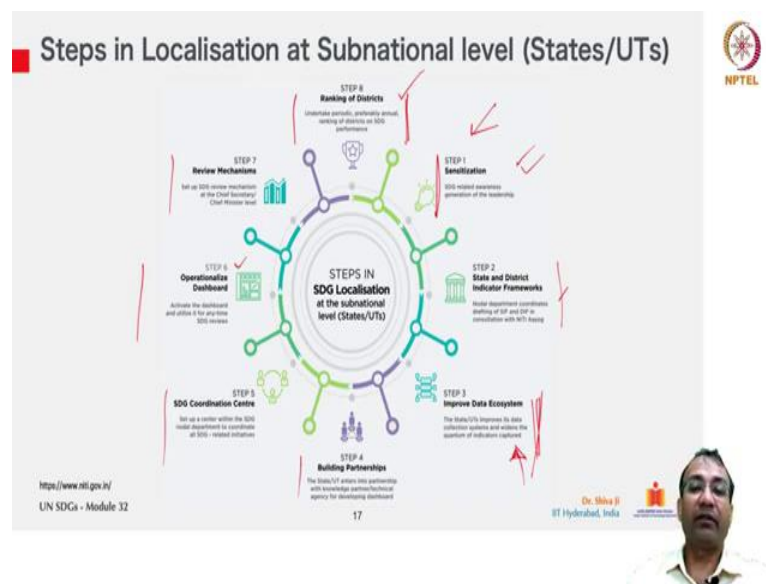 Steps in Localisation at Subnational level (States/UTs)
NPTEL
STEP 8
Ranking of Districts
Undertake periodic, preferably annual,
ranking of districts on SDG
performance
STEP 1
Sensitization
SDG related awareness
generation of the leadership
STEP 2
State and District
Indicator Frameworks
Nodal department coordinates
drafting of SIF and DIF in
consultation with NITI Aayog
STEP 3
Improve Data Ecosystem
The State/UTs improves its data
collection systems and widens the
quantum of indicators captured
STEP 4
Building Partnerships
The State/UT enters into partnership
with knowledge partner/technical
agency for developing dashboard
STEP 5
SDG Coordination Centre
Set up a center within the SDG
nodal department to coordinate
all SDG - related initiatives
STEP 6
Operationalize
Dashboard
Activate the dashboard
and utilize it for any-time
SDG reviews
STEP 7
Review Mechanisms
Set up SDG review mechanism
at the Chief Secretary/
Chief Minister level
STEPS IN
SDG Localisation
at the subnational
level (States/UTs)
https://www.niti.gov.in/
UN SDGs - Module 32
17
Dr. Shiva Ji
IIT Hyderabad, India